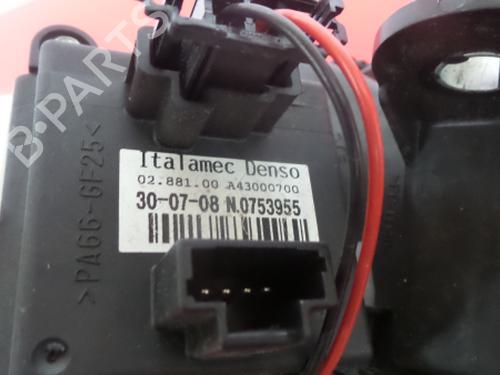 B-PARTS
>PA66-GF25<
Italamec Denso
02.881.00 A43000700
30-07-08 N.0753955